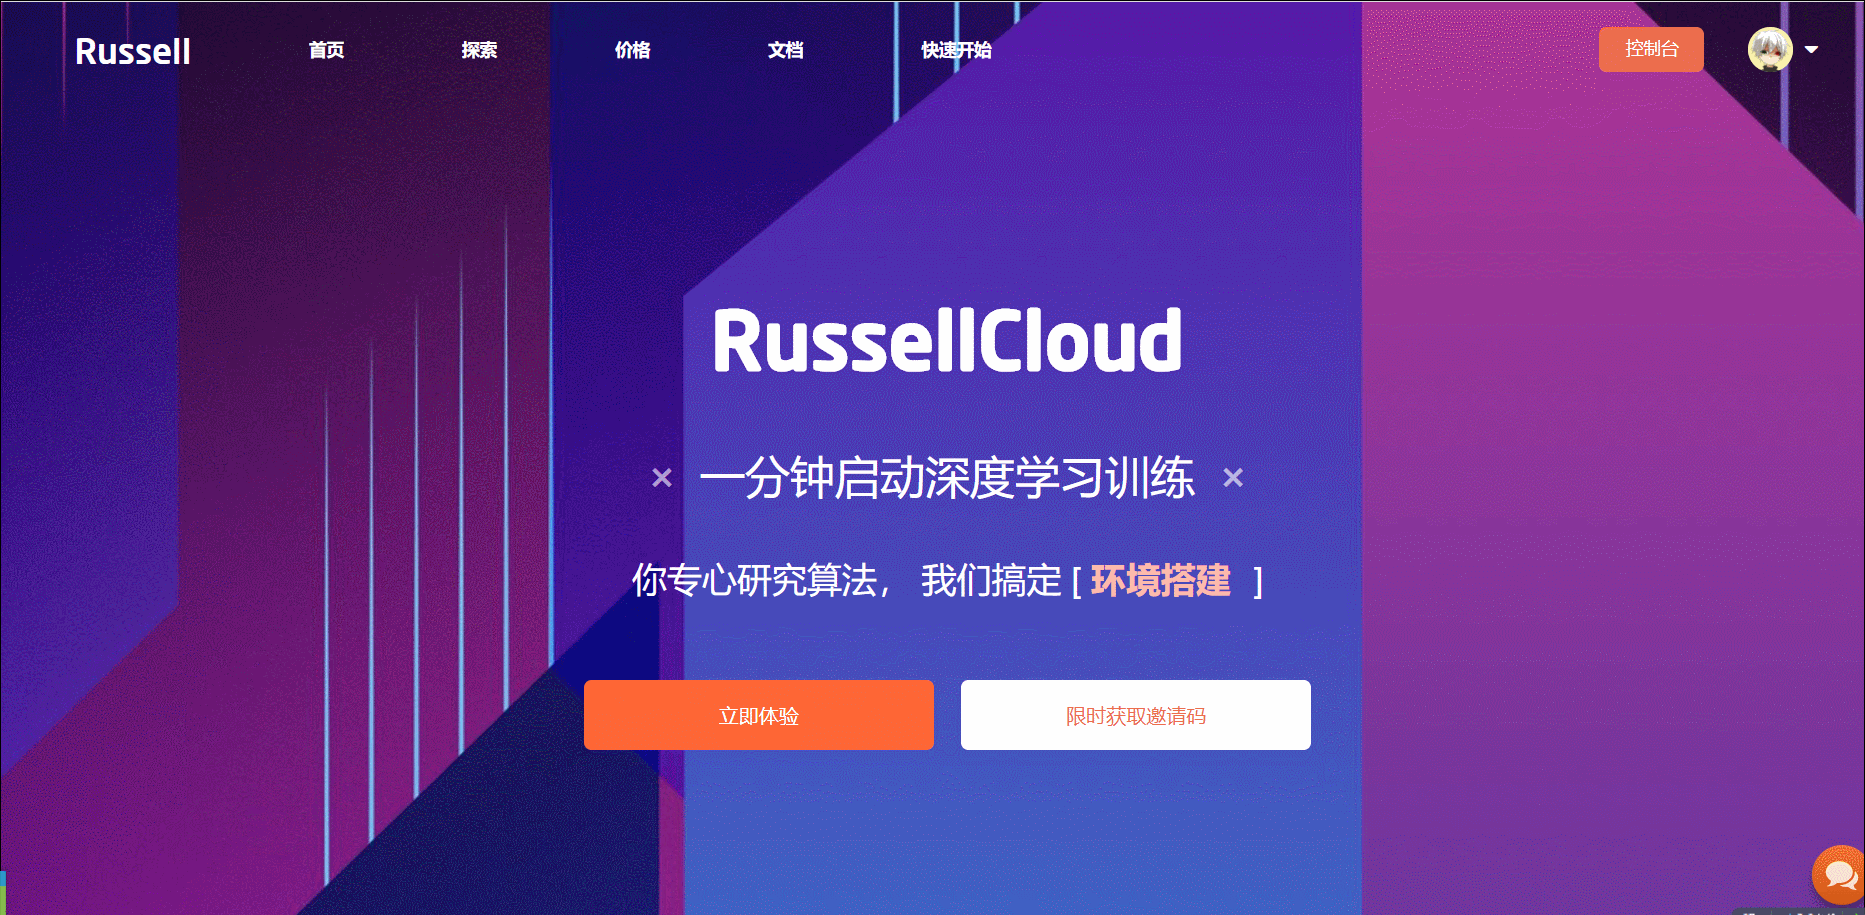 Russell 首页 探索 价格 文档 快速开始 控制台
RussellCloud
× 一分钟启动深度学习训练 ×
你专心研究算法， 我们搞定 [ 环境搭建 ]
立即体验 限时获取邀请码